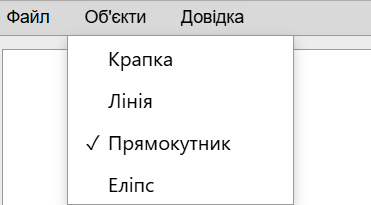 Файл Об'єкти Довідка
Крапка
Лінія
✓ Прямокутник
Еліпс